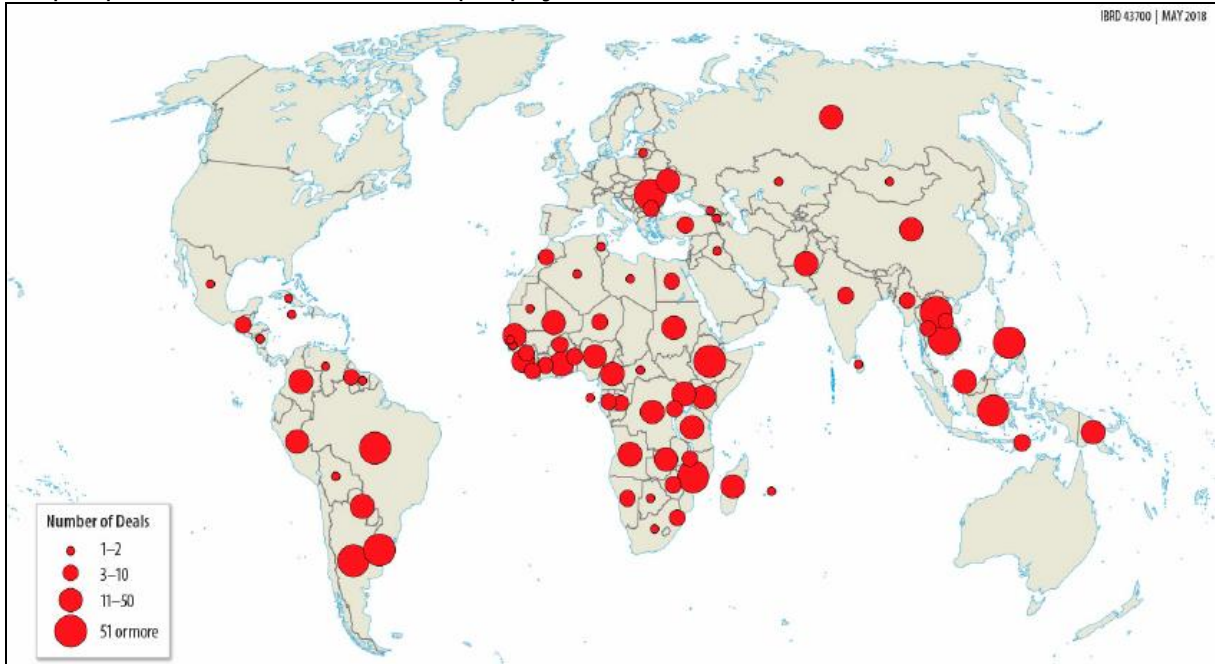 IBRD 43700 | MAY 2018
Number of Deals
1–2
3–10
11–50
51 or more